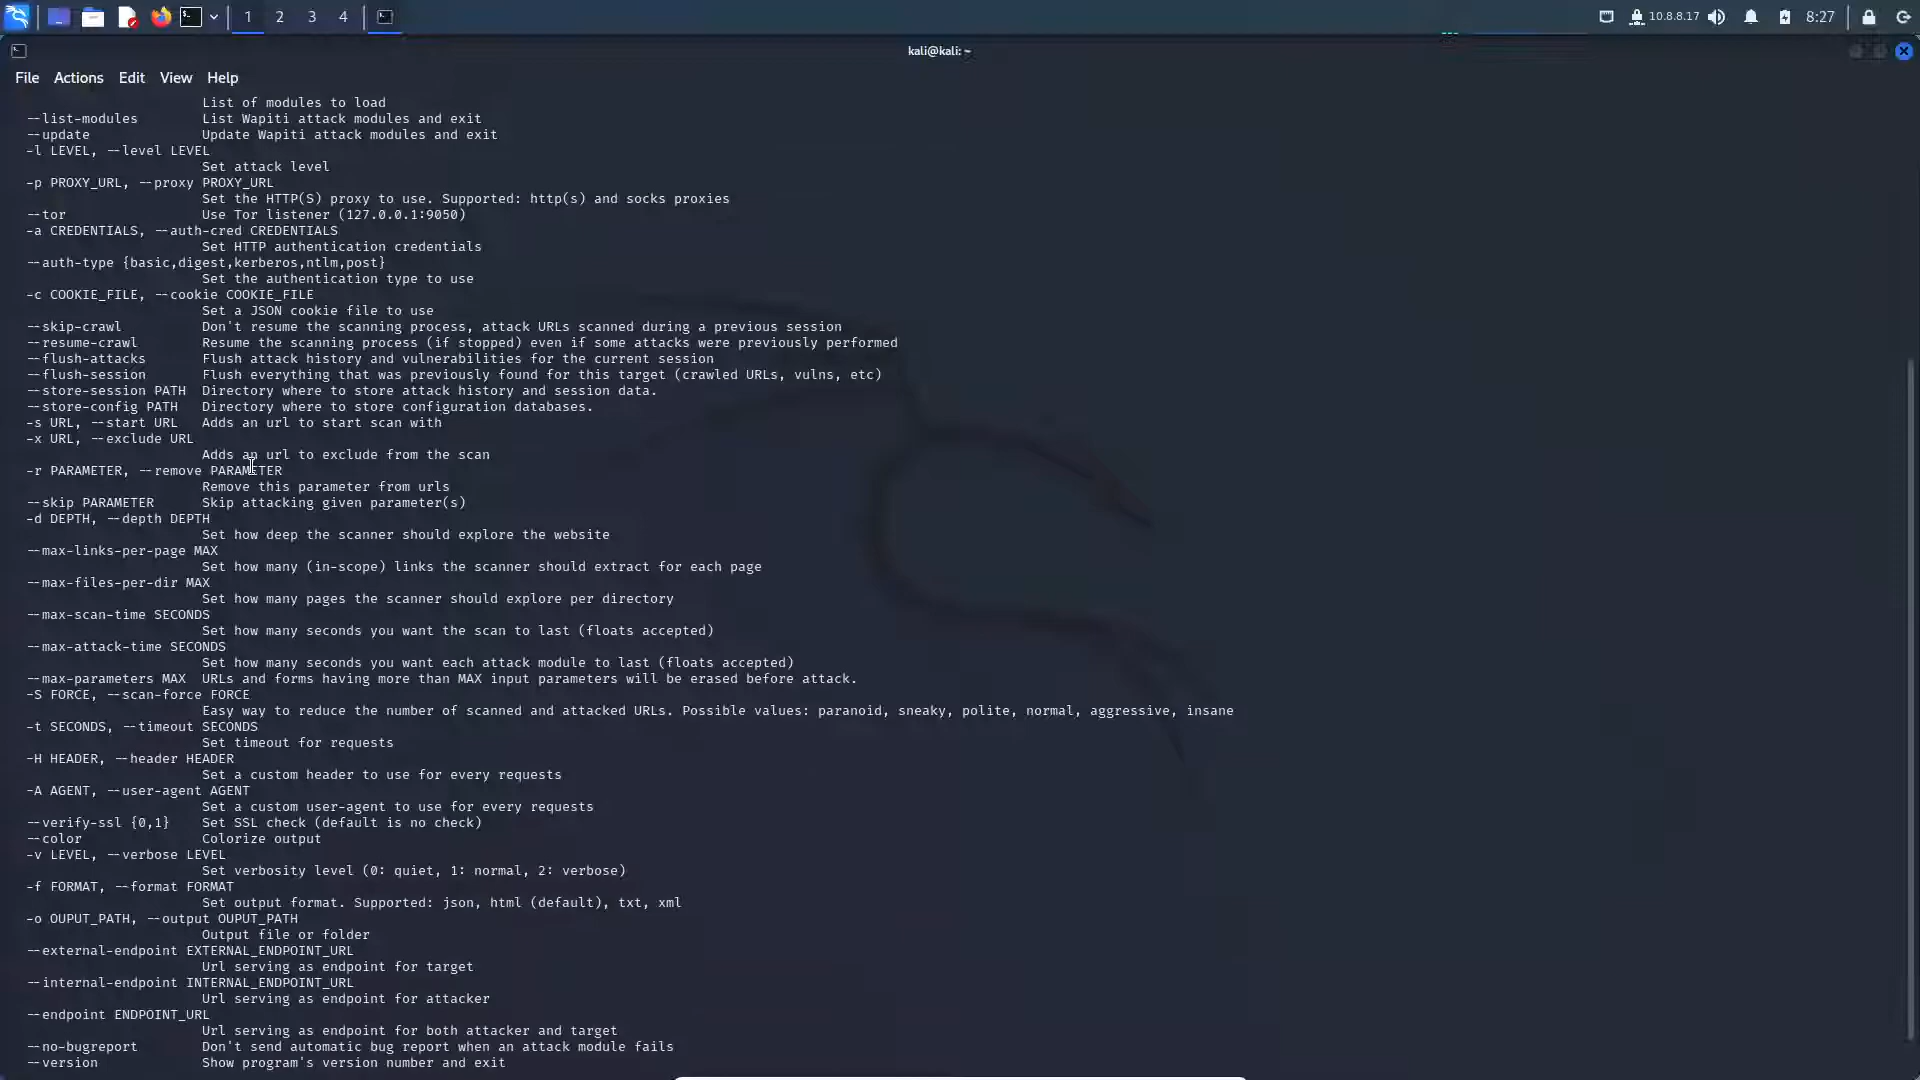 1 2 3 4
10.8.8.17
8:27
kali@kali: ~
File Actions Edit View Help
List of modules to load
--list-modules List Wapiti attack modules and exit
--update Update Wapiti attack modules and exit
-l LEVEL, --level LEVEL
Set attack level
-p PROXY_URL, --proxy PROXY_URL
Set the HTTP(S) proxy to use. Supported: http(s) and socks proxies
--tor Use Tor listener (127.0.0.1:9050)
-a CREDENTIALS, --auth-cred CREDENTIALS
Set HTTP authentication credentials
--auth-type {basic,digest,kerberos,ntlm,post}
Set the authentication type to use
-c COOKIE_FILE, --cookie COOKIE_FILE
Set a JSON cookie file to use
--skip-crawl Don't resume the scanning process, attack URLs scanned during a previous session
--resume-crawl Resume the scanning process (if stopped) even if some attacks were previously performed
--flush-attacks Flush attack history and vulnerabilities for the current session
--flush-session Flush everything that was previously found for this target (crawled URLs, vulns, etc)
--store-session PATH Directory where to store attack history and session data.
--store-config PATH Directory where to store configuration databases.
-s URL, --start URL Adds an url to start scan with
-x URL, --exclude URL
Adds an url to exclude from the scan
-r PARAMETER, --remove PARAMETER
Remove this parameter from urls
--skip PARAMETER Skip attacking given parameter(s)
-d DEPTH, --depth DEPTH
Set how deep the scanner should explore the website
--max-links-per-page MAX
Set how many (in-scope) links the scanner should extract for each page
--max-files-per-dir MAX
Set how many pages the scanner should explore per directory
--max-scan-time SECONDS
Set how many seconds you want the scan to last (floats accepted)
--max-attack-time SECONDS
Set how many seconds you want each attack module to last (floats accepted)
--max-parameters MAX URLs and forms having more than MAX input parameters will be erased before attack.
-S FORCE, --scan-force FORCE
Easy way to reduce the number of scanned and attacked URLs. Possible values: paranoid, sneaky, polite, normal, aggressive, insane
-t SECONDS, --timeout SECONDS
Set timeout for requests
-H HEADER, --header HEADER
Set a custom header to use for every requests
-A AGENT, --user-agent AGENT
Set a custom user-agent to use for every requests
--verify-ssl {0,1} Set SSL check (default is no check)
--color Colorize output
-v LEVEL, --verbose LEVEL
Set verbosity level (0: quiet, 1: normal, 2: verbose)
-f FORMAT, --format FORMAT
Set output format. Supported: json, html (default), txt, xml
-o OUPUT_PATH, --output OUPUT_PATH
Output file or folder
--external-endpoint EXTERNAL_ENDPOINT_URL
Url serving as endpoint for target
--internal-endpoint INTERNAL_ENDPOINT_URL
Url serving as endpoint for attacker
--endpoint ENDPOINT_URL
Url serving as endpoint for both attacker and target
--no-bugreport Don't send automatic bug report when an attack module fails
--version Show program's version number and exit